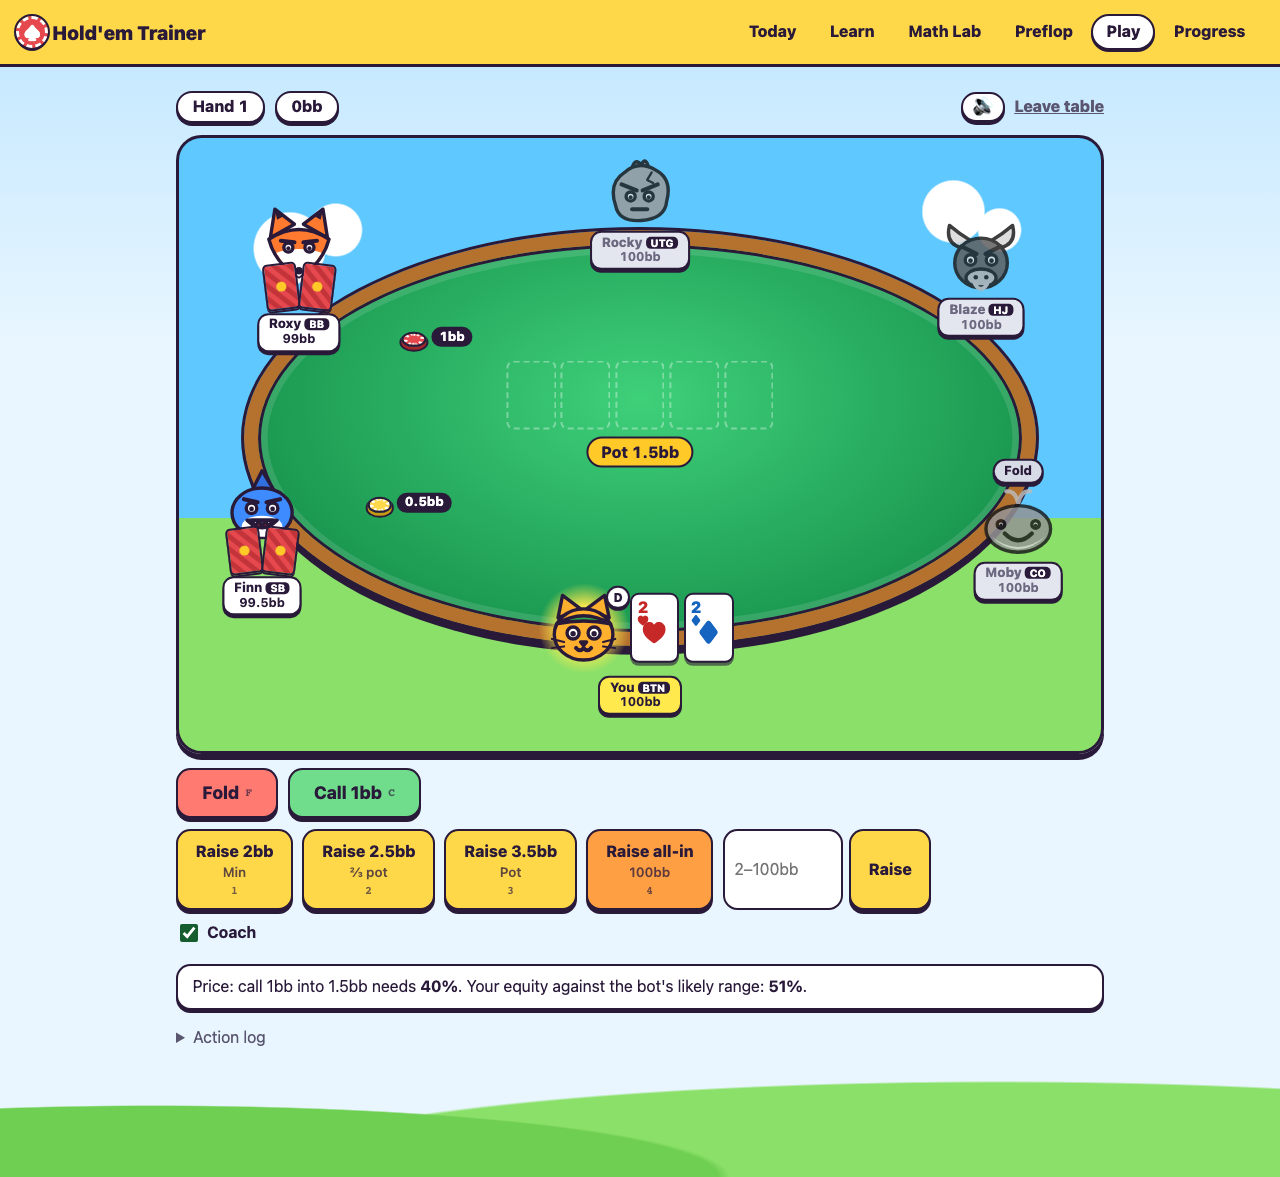 Hold'em Trainer
Today Learn Math Lab Preflop Play Progress
Hand 1 0bb
Leave table
Rocky UTG
100bb
Blaze HJ
100bb
Roxy BB
99bb
1bb
Pot 1.5bb
Fold
0.5bb
Moby CO
100bb
Finn SB
99.5bb
D
2 2
You BTN
100bb
Fold F
Call 1bb C
Raise 2bb
Min
1
Raise 2.5bb
⅔ pot
2
Raise 3.5bb
Pot
3
Raise all-in
100bb
4
2–100bb
Raise
Coach
Price: call 1bb into 1.5bb needs 40%. Your equity against the bot's likely range: 51%.
Action log